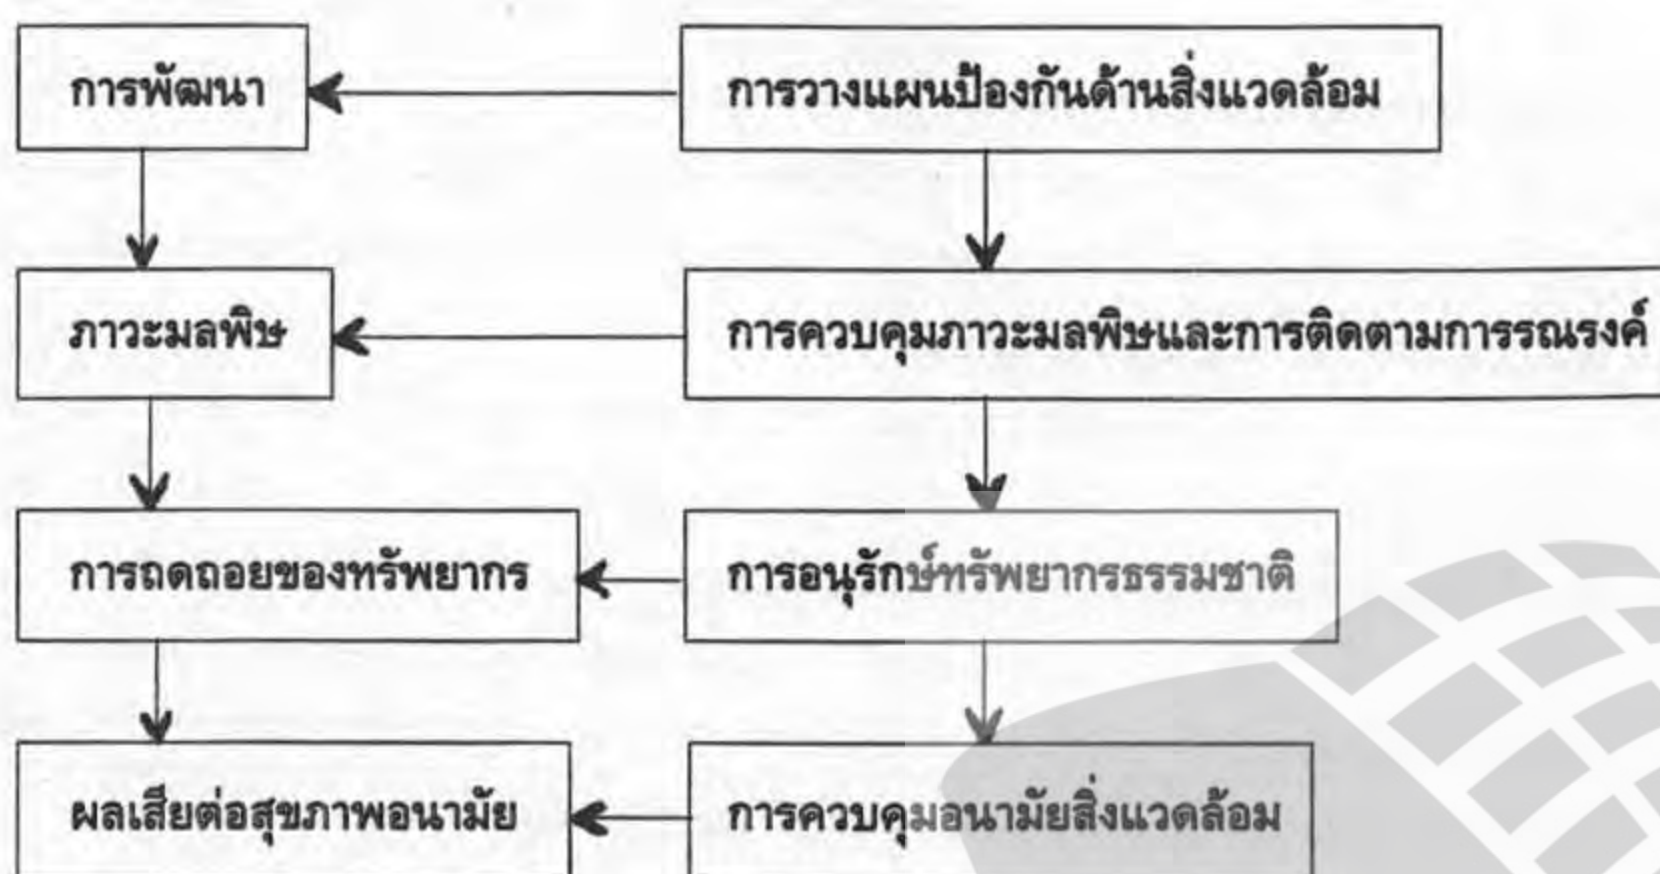 การพัฒนา
การวางแผนป้องกันด้านสิ่งแวดล้อม
ภาวะมลพิษ
การควบคุมภาวะมลพิษและการติดตามการรณรงค์
การถดถอยของทรัพยากร
การอนุรักษ์ทรัพยากรธรรมชาติ
ผลเสียต่อสุขภาพอนามัย
การควบคุมอนามัยสิ่งแวดล้อม